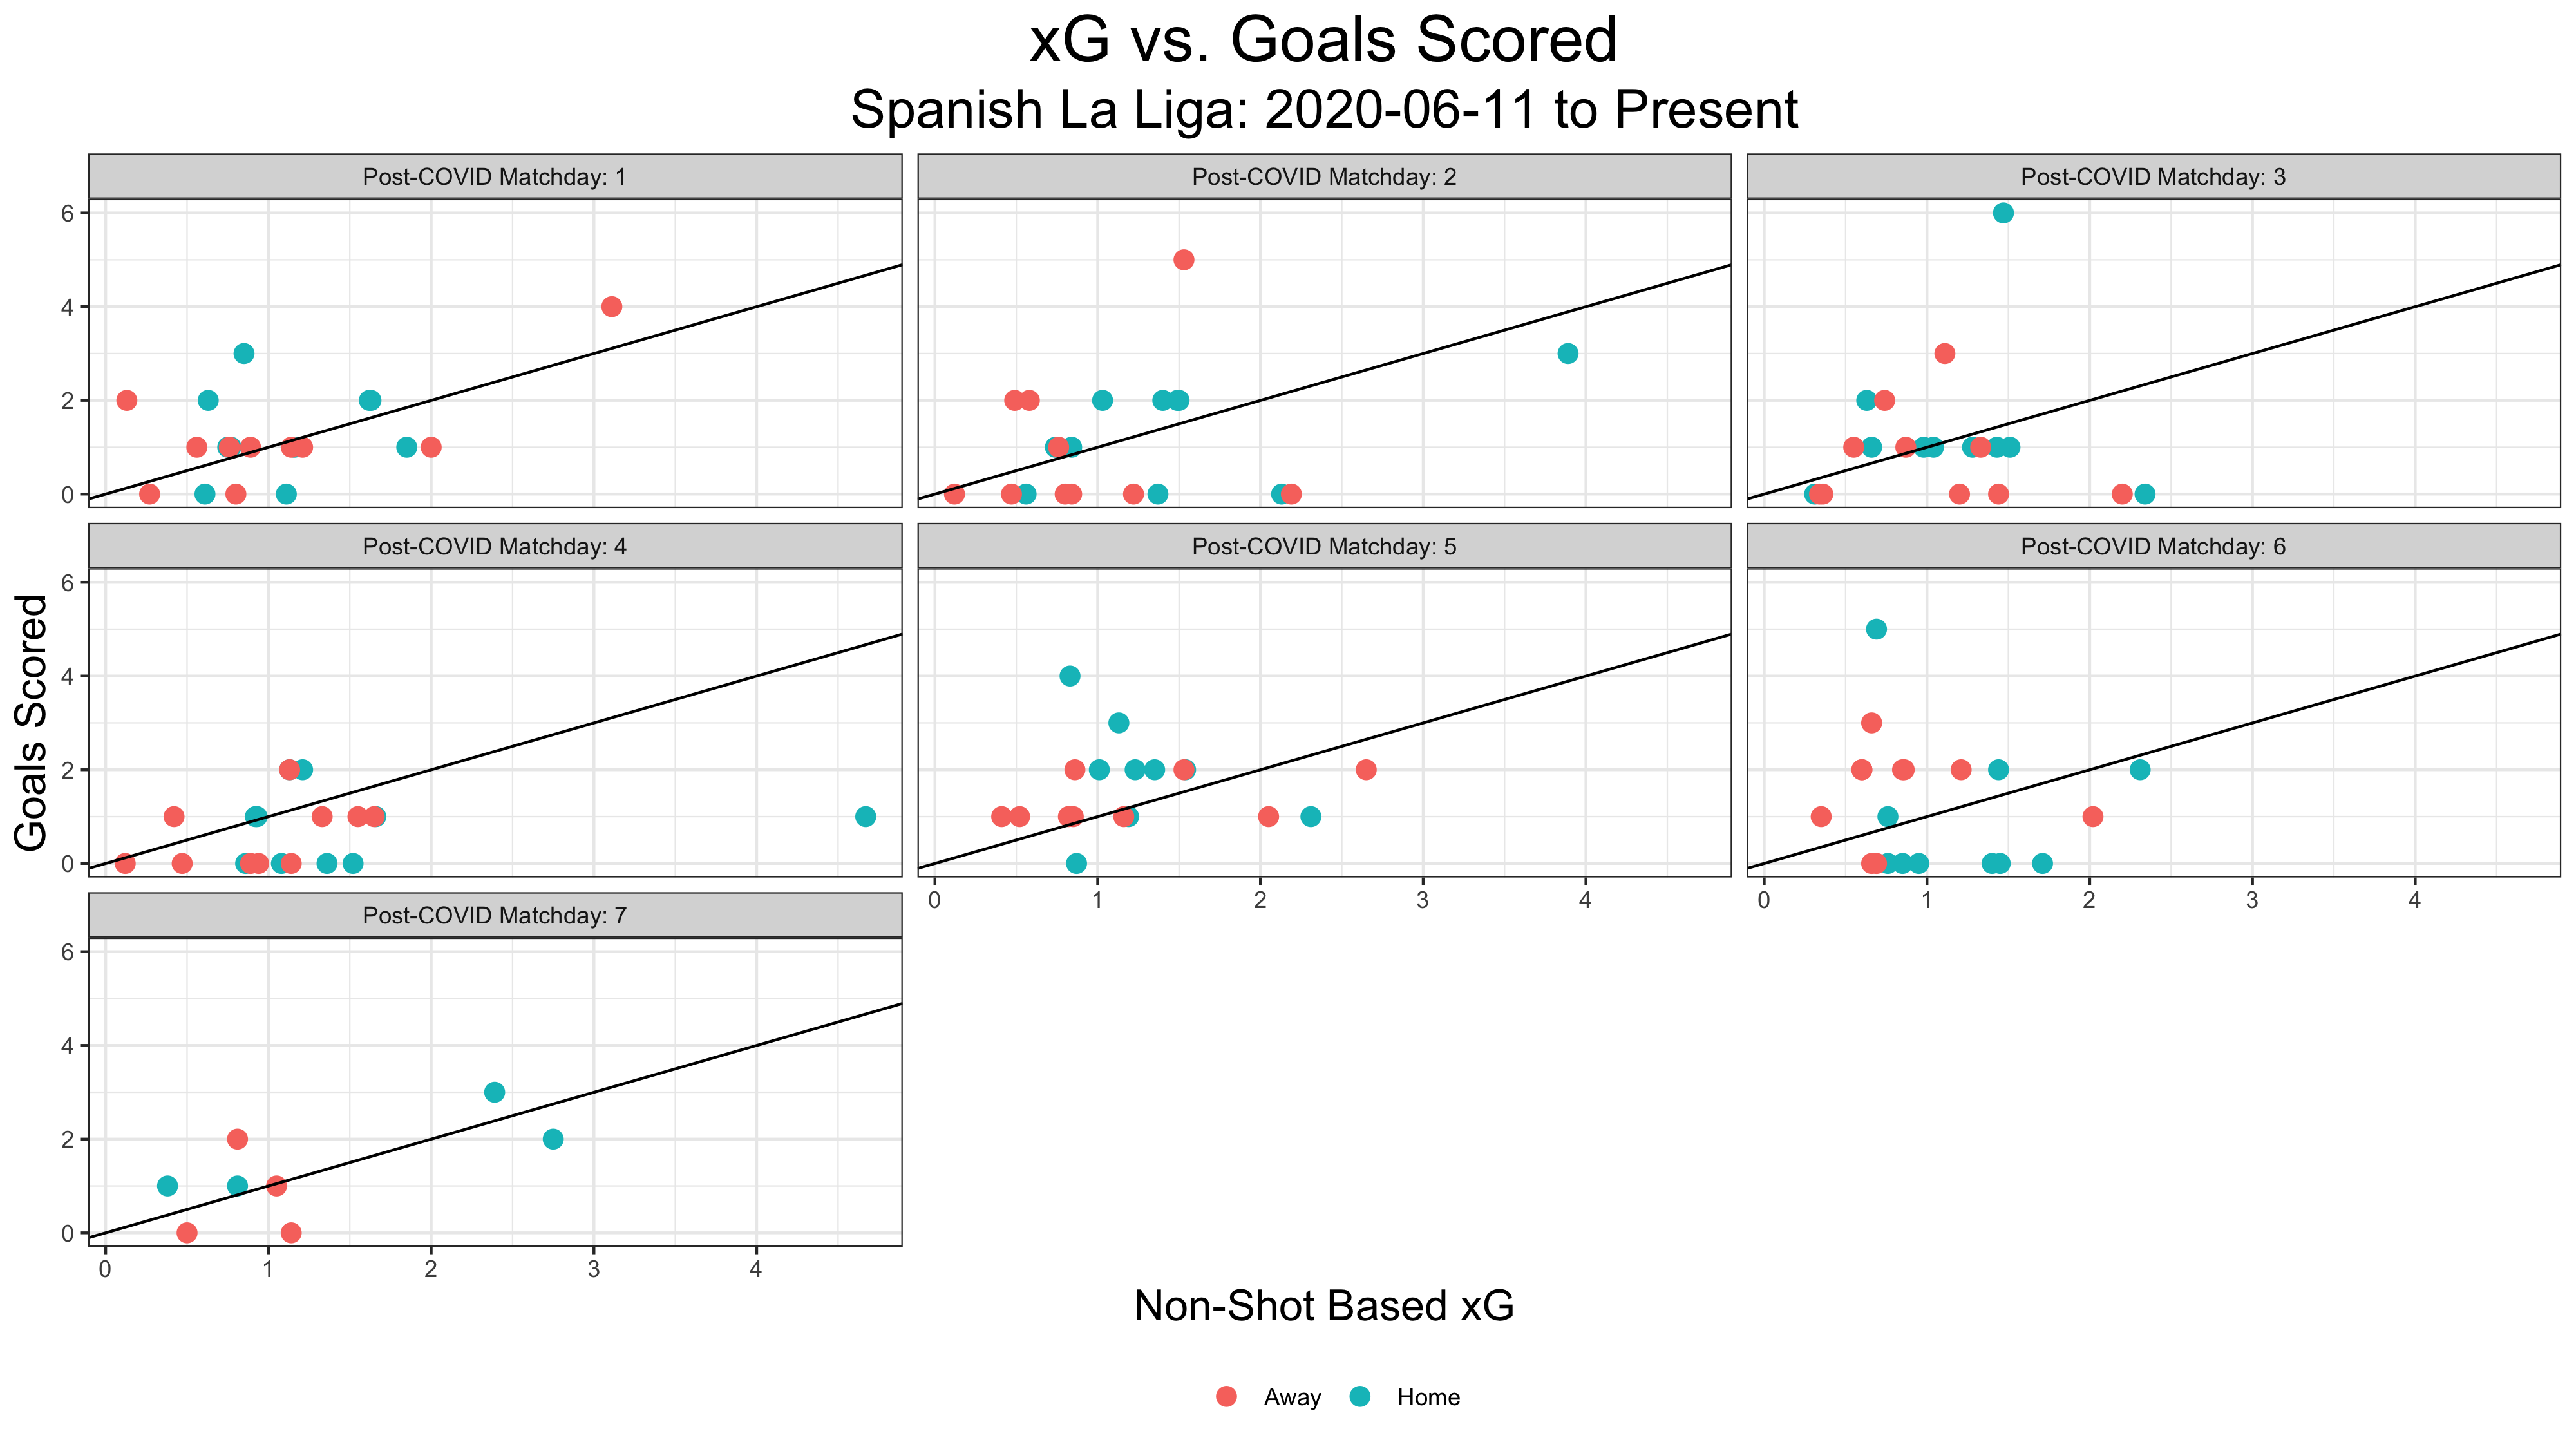 xG vs. Goals Scored
Spanish La Liga: 2020-06-11 to Present
Post-COVID Matchday: 1
Post-COVID Matchday: 2
Post-COVID Matchday: 3
6
4
2
0
Post-COVID Matchday: 4
Post-COVID Matchday: 5
Post-COVID Matchday: 6
6
4
2
0
0 1 2 3 4
0 1 2 3 4
Post-COVID Matchday: 7
6
4
2
0
0 1 2 3 4
Goals Scored
Non-Shot Based xG
Away Home